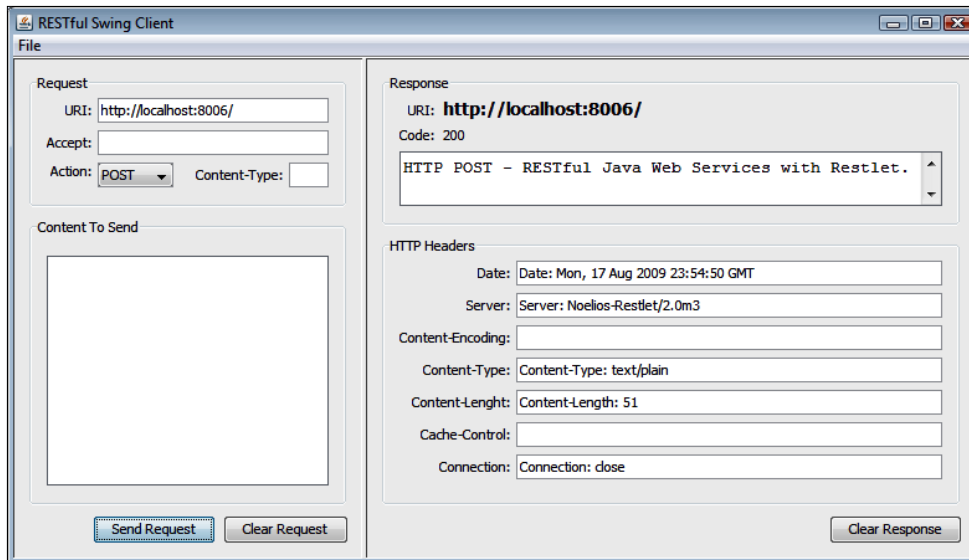 RESTful Swing Client
File
Request
URI: http://localhost:8006/
Accept:
Action: POST Content-Type:
Content To Send
Send Request Clear Request
Response
URI: http://localhost:8006/
Code: 200
HTTP POST - RESTful Java Web Services with Restlet.
HTTP Headers
Date: Date: Mon, 17 Aug 2009 23:54:50 GMT
Server: Server: Noelios-Restlet/2.0m3
Content-Encoding:
Content-Type: Content-Type: text/plain
Content-Lenght: Content-Length: 51
Cache-Control:
Connection: Connection: close
Clear Response